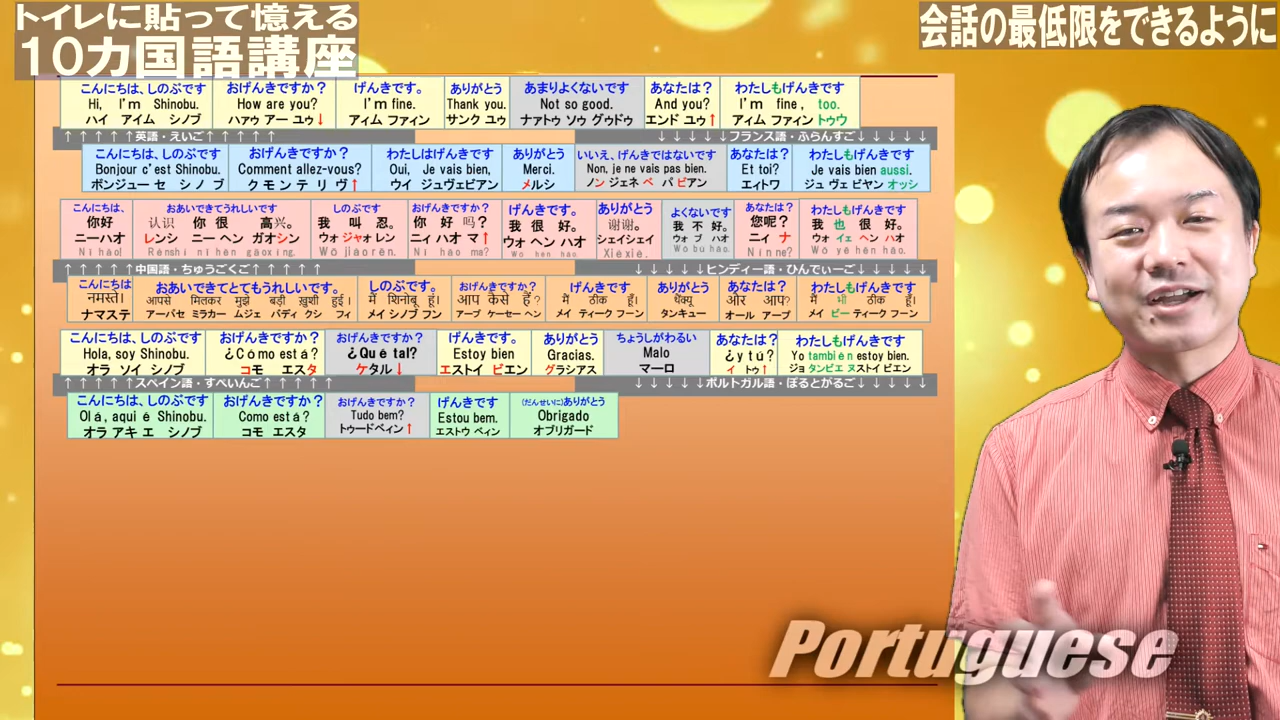 トイレに貼って憶える
10カ国語講座
会話の最低限をできるように
こんにちは、しのぶです おげんきですか? げんきです。 ありがとう あまりよくないです あなたは? わたしもげんきです
Hi, I'm Shinobu. How are you? I'm fine. Thank you. Not so good. And you? I'm fine, too.
ハイ アイム シノブ ハァゥ アー ユゥ↓ アィム ファィン サンク ユゥ ナァトゥ ソゥ グゥドゥ エンド ユゥ↑ アィム ファィン トゥウ
↑↑↑↑↑英語・えいご↑↑↑↑↑ ↓↓↓↓↓フランス語・ふらんすご↓↓↓↓↓
こんにちは、しのぶです おげんきですか? わたしはげんきです ありがとう いいえ、げんきではないです あなたは? わたしもげんきです
Bonjour c'est Shinobu. Comment allez-vous? Oui, Je vais bien, Merci. Non, je ne vais pas bien. Et toi? Je vais bien aussi.
ボンジューセ シノブ クモンテリヴ↑ ウイ ジュヴェビアン メルシ ノン ジェネ ベ パ ビアン エィトワ ジュ ヴェ ビヤン オッシ
こんにちは、 おあいできてうれしいです しのぶです おげんきですか? げんきです。 ありがとう よくないです あなたは? わたしもげんきです
你好 认识 你很 高兴。 我 叫 忍。 你 好 吗? 我 很 好。 谢谢。 我 不 好。 您呢? 我 也 很 好。
ニーハオ レンシ ニー ヘン ガオシン ウォ ジャォ レン ニィ ハオ マ↑ ウォ ヘン ハオ シェイシェイ ウォ ブ ハオ ニィ ナ ウォ イェ ヘン ハオ
Nǐ hǎo! Rènshi nǐ hěn gāoxìng. Wǒ jiàorěn. Nǐ hǎo ma? Wǒ hěn hǎo. Xièxiè. Wǒ bù hǎo. Nín ne? Wǒ yě hěn hǎo.
↑↑↑↑↑中国語・ちゅうごくご↑↑↑↑↑ ↓↓↓↓↓ヒンディー語・ひんでぃーご↓↓↓↓↓
こんにちは おあいできてとてもうれしいです。 しのぶです。 おげんきですか? げんきです ありがとう あなたは? わたしもげんきです
नमस्ते। आपसे मिलकर मुझे बड़ी ख़ुशी हुई। मैं शिनोबू हूं। आप कैसे हैं? मैं ठीक हूँ। थैंक्यू ओर आप? मैं भी ठीक हूँ।
ナマステ アーパセ ミラカー ムジェ バディ クシ フィ メイ シノブ フン アープ ケーセー ヘン メイ ティーク フーン タンキュー オール アープ メイ ビー ティーク フーン
こんにちは、しのぶです おげんきですか? おげんきですか? げんきです。 ありがとう ちょうしがわるい あなたは? わたしもげんきです
Hola, soy Shinobu. ¿Cómo está? ¿Qué tal? Estoy bien Gracias. Malo ¿y tú? Yo también estoy bien.
オラ ソイ シノブ コモ エスタ ケタル↓ エストイ ビエン グラシアス マーロ イ トゥ↑ ジョ タンビエ ヌストイ ビエン
↑↑↑↑↑スペイン語・すぺいんご↑↑↑↑↑ ↓↓↓↓↓ポルトガル語・ぽるとがるご↓↓↓↓↓
こんにちは、しのぶです おげんきですか? おげんきですか? げんきです (だんせいに)ありがとう
Olá, aqui é Shinobu. Como está? Tudo bem? Estou bem. Obrigado
オラ アキ エ シノブ コモ エスタ トゥードベィン↑ エストウ ベィン オブリガード
Portuguese